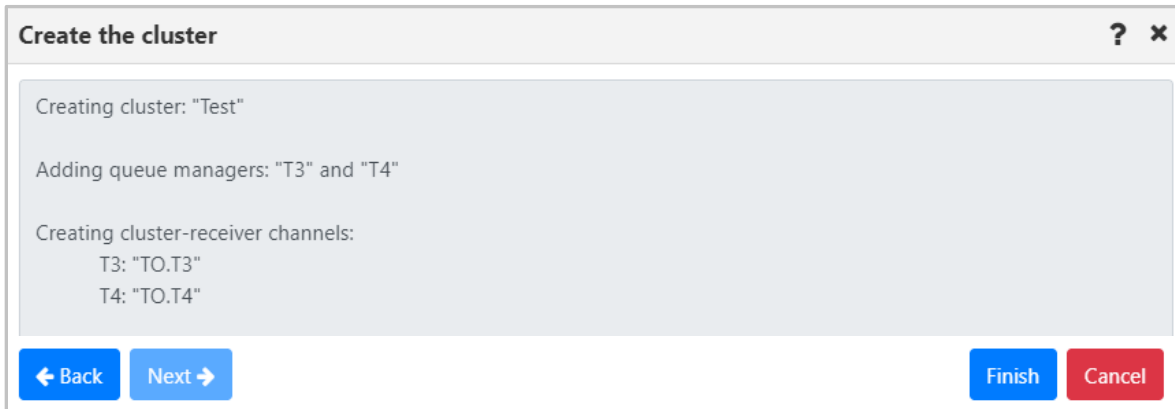 Create the cluster ? ×
Creating cluster: "Test"
Adding queue managers: "T3" and "T4"
Creating cluster-receiver channels:
T3: "TO.T3"
T4: "TO.T4"
Back Next Finish Cancel